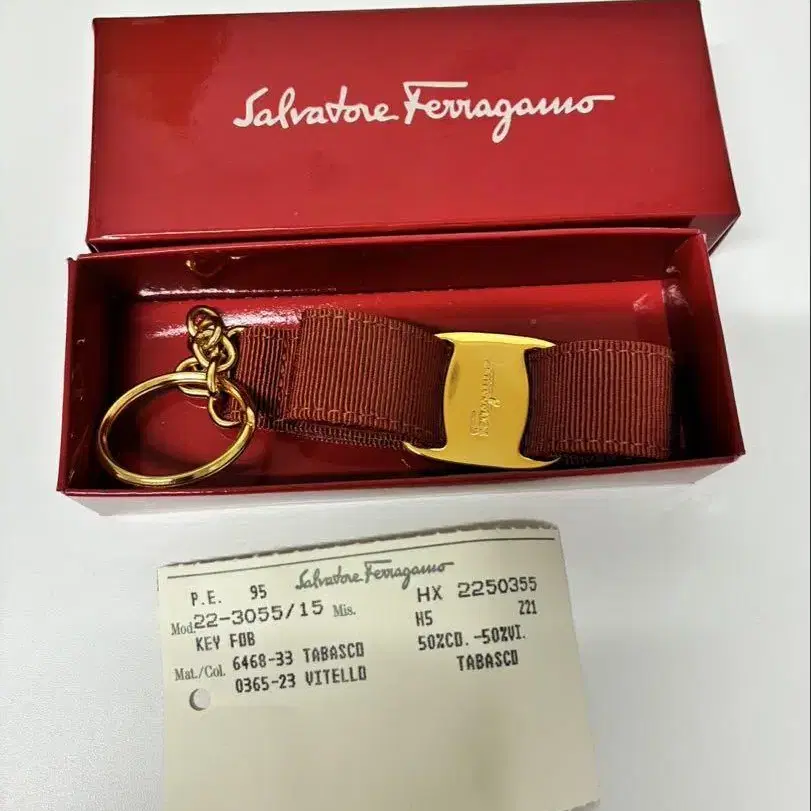 Salvatore Ferragamo
Salvatore Ferragamo
P.E. 95
HX 2250355
Mod. 22-3055/15 Mis.
H5 221
KEY FOB
50%CO.-50%VI.
Mat./Col. 6468-33 TABASCO
TABASCO
0365-23 VITELLO